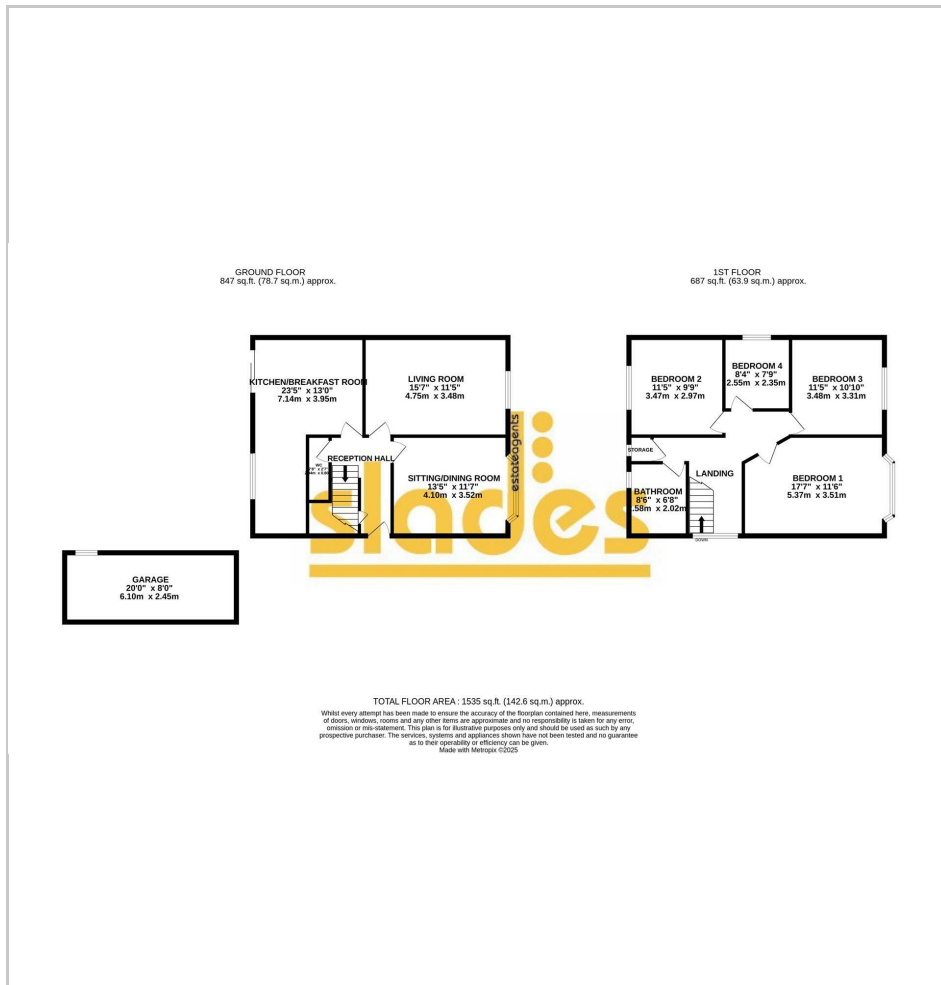 GROUND FLOOR
847 sq.ft. (78.7 sq.m.) approx.
1ST FLOOR
687 sq.ft. (63.9 sq.m.) approx.
KITCHEN/BREAKFAST ROOM
23'5" x 13'0"
7.14m x 3.95m
LIVING ROOM
15'7" x 11'5"
4.75m x 3.48m
WC
RECEPTION HALL
SITTING/DINING ROOM
13'5" x 11'7"
4.10m x 3.52m
BEDROOM 2
11'5" x 9'9"
3.47m x 2.97m
BEDROOM 4
8'4" x 7'9"
2.55m x 2.35m
BEDROOM 3
11'5" x 10'10"
3.48m x 3.31m
STORAGE
LANDING
BATHROOM
8'6" x 6'8"
.58m x 2.02m
BEDROOM 1
17'7" x 11'6"
5.37m x 3.51m
DOWN
slades
estateagents
GARAGE
20'0" x 8'0"
6.10m x 2.45m
TOTAL FLOOR AREA : 1535 sq.ft. (142.6 sq.m.) approx.
Whilst every attempt has been made to ensure the accuracy of the floorplan contained here, measurements
of doors, windows, rooms and any other items are approximate and no responsibility is taken for any error,
omission or mis-statement. This plan is for illustrative purposes only and should be used as such by any
prospective purchaser. The services, systems and appliances shown have not been tested and no guarantee
as to their operability or efficiency can be given.
Made with Metropix ©2025